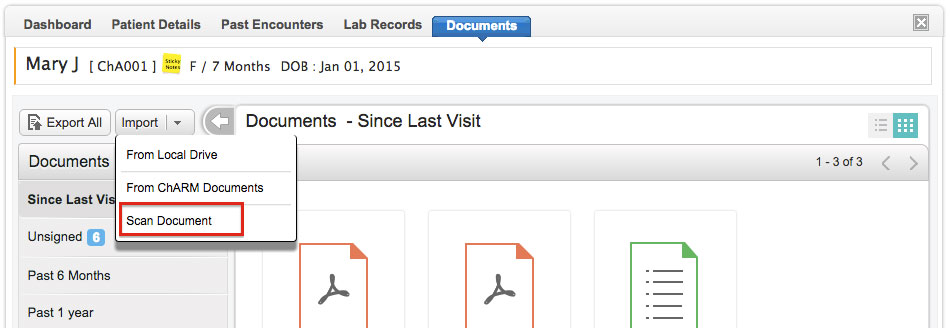 Dashboard Patient Details Past Encounters Lab Records Documents
Mary J [ ChA001 ] Sticky Notes F / 7 Months DOB : Jan 01, 2015
Export All Import Documents - Since Last Visit
From Local Drive
Documents 1 - 3 of 3
From ChARM Documents
Since Last Vis
Scan Document
Unsigned 6
Past 6 Months
Past 1 year